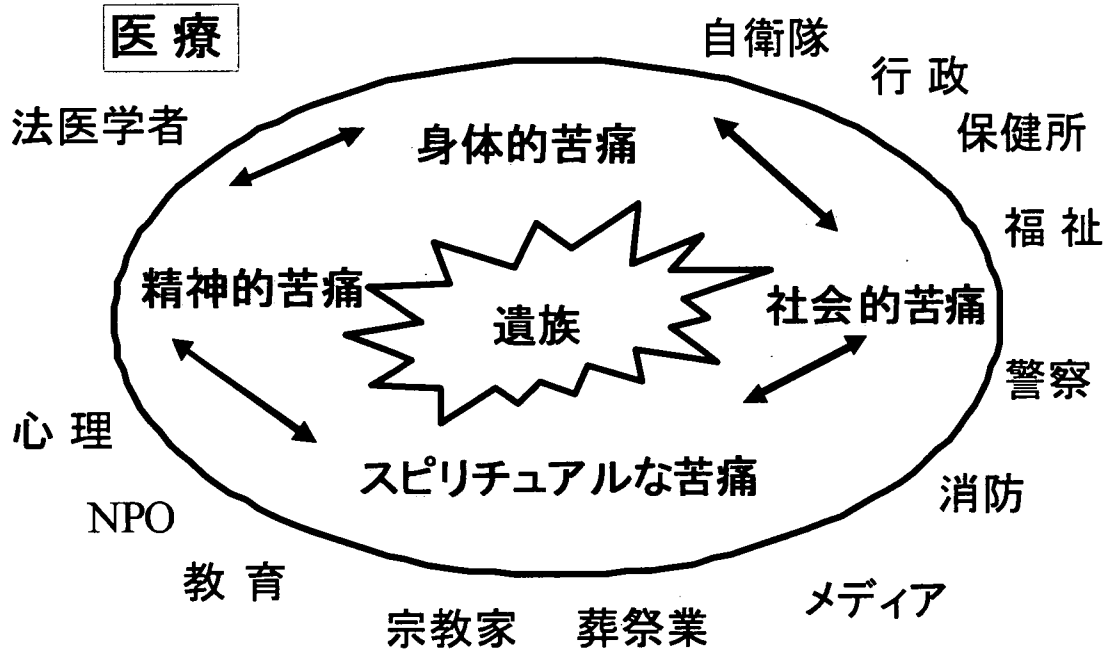 医療
自衛隊
行政
法医学者
保健所
身体的苦痛
福祉
精神的苦痛
社会的苦痛
遺族
警察
心理
スピリチュアルな苦痛
消防
NPO
教育
メディア
宗教家
葬祭業